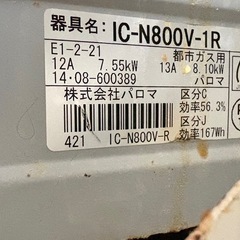 器具名: IC-N800V-1R
E1-2-21 都市ガス用
12A 7.55kW 13A 8.10kW
14・08-600389 パロマ
株式会社パロマ 区分C
効率56.3%
421 IC-N800V-R 区分J
効率167Wh